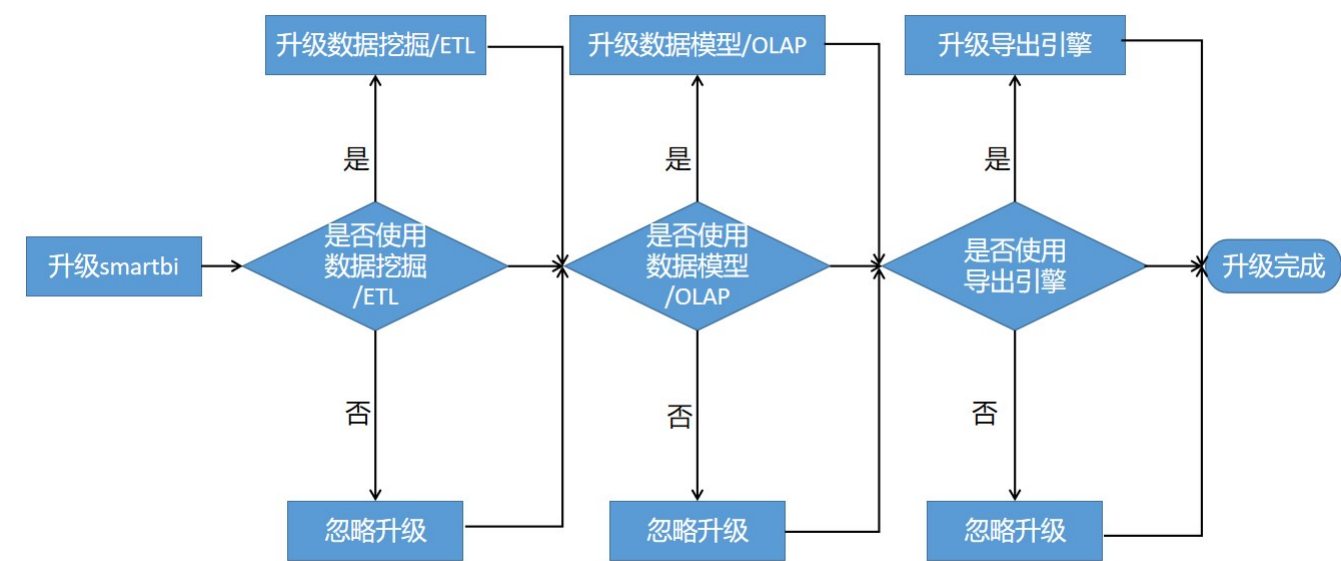 升级数据挖掘/ETL
升级数据模型/OLAP
升级导出引擎
是
是
是
升级smartbi
是否使用
数据挖掘
/ETL
是否使用
数据模型
/OLAP
是否使用
导出引擎
升级完成
否
否
否
忽略升级
忽略升级
忽略升级